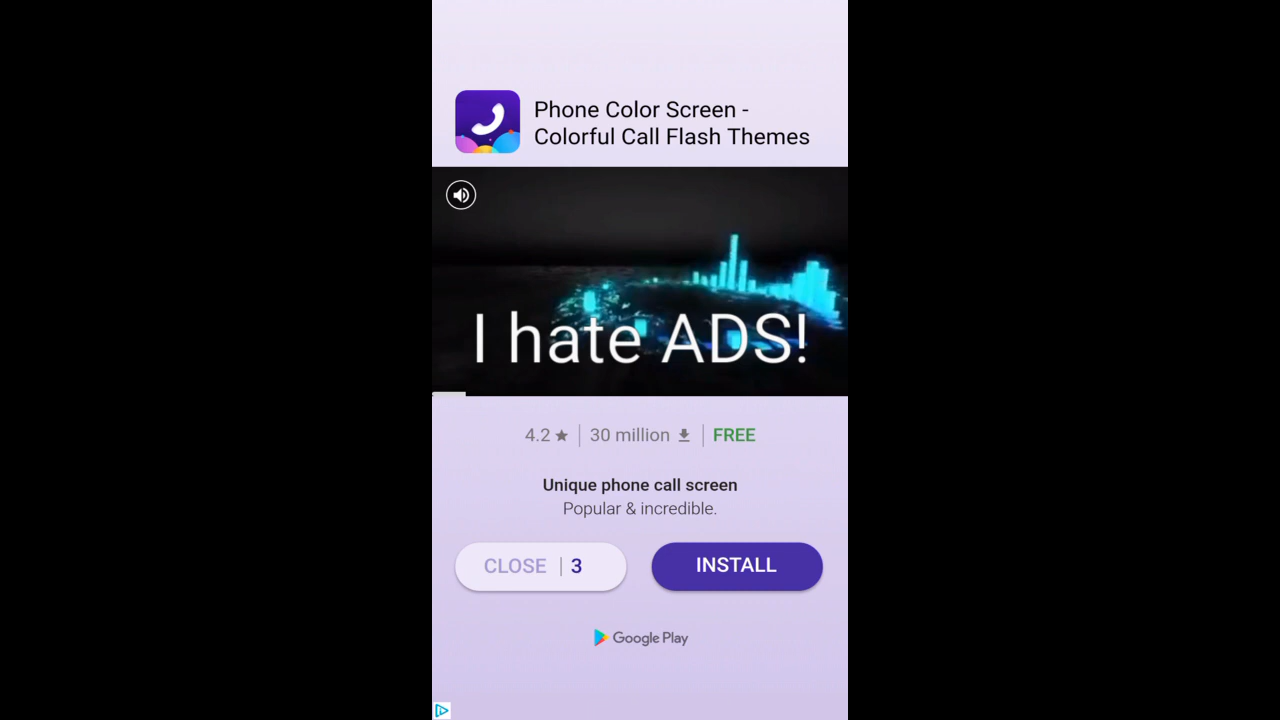 Phone Color Screen -
Colorful Call Flash Themes
I hate ADS!
4.2 ★ | 30 million | FREE
Unique phone call screen
Popular & incredible.
CLOSE | 3
INSTALL
Google Play